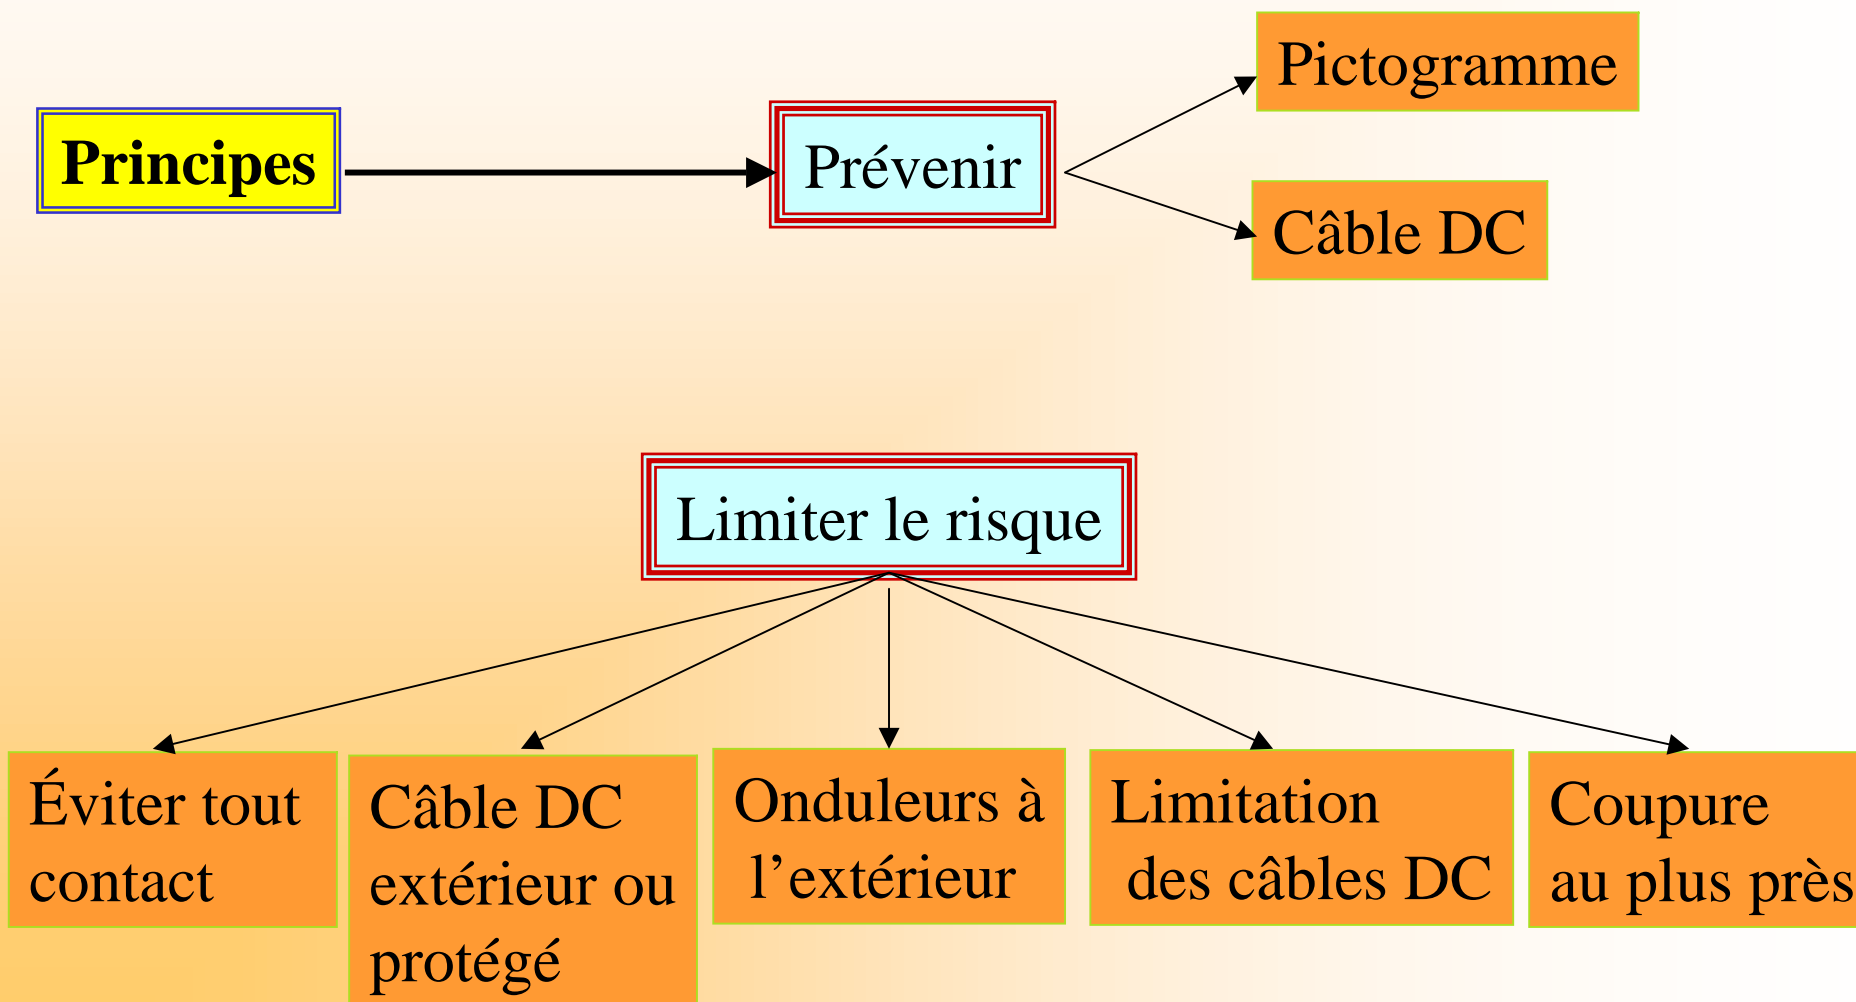 Principes
Prévenir
Pictogramme
Câble DC
Limiter le risque
Éviter tout
contact
Câble DC
extérieur ou
protégé
Onduleurs à
l’extérieur
Limitation
des câbles DC
Coupure
au plus près